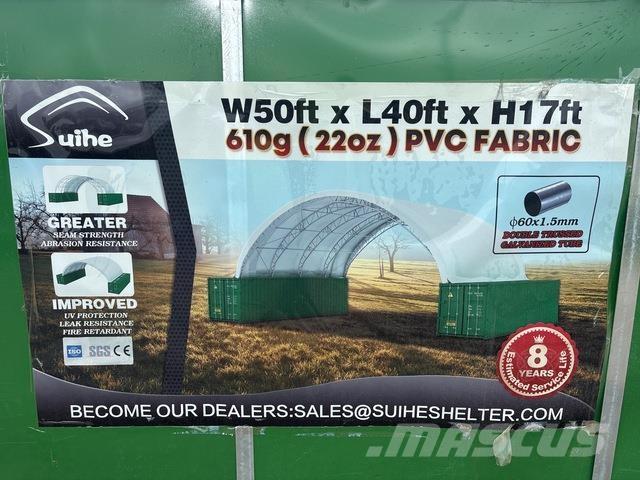 Suihe
W50ft x L40ft x H17ft
610g ( 22oz ) PVC FABRIC
GREATER
SEAM STRENGTH
ABRASION RESISTANCE
IMPROVED
UV PROTECTION
LEAK RESISTANCE
FIRE RETARDANT
ISO SGS CE
ϕ60x1.5mm
DOUBLE TRUSSED
GALVANIZED TUBE
8
YEARS
Estimated Service Life
BECOME OUR DEALERS:SALES@SUIHESHELTER.COM
MASCUS